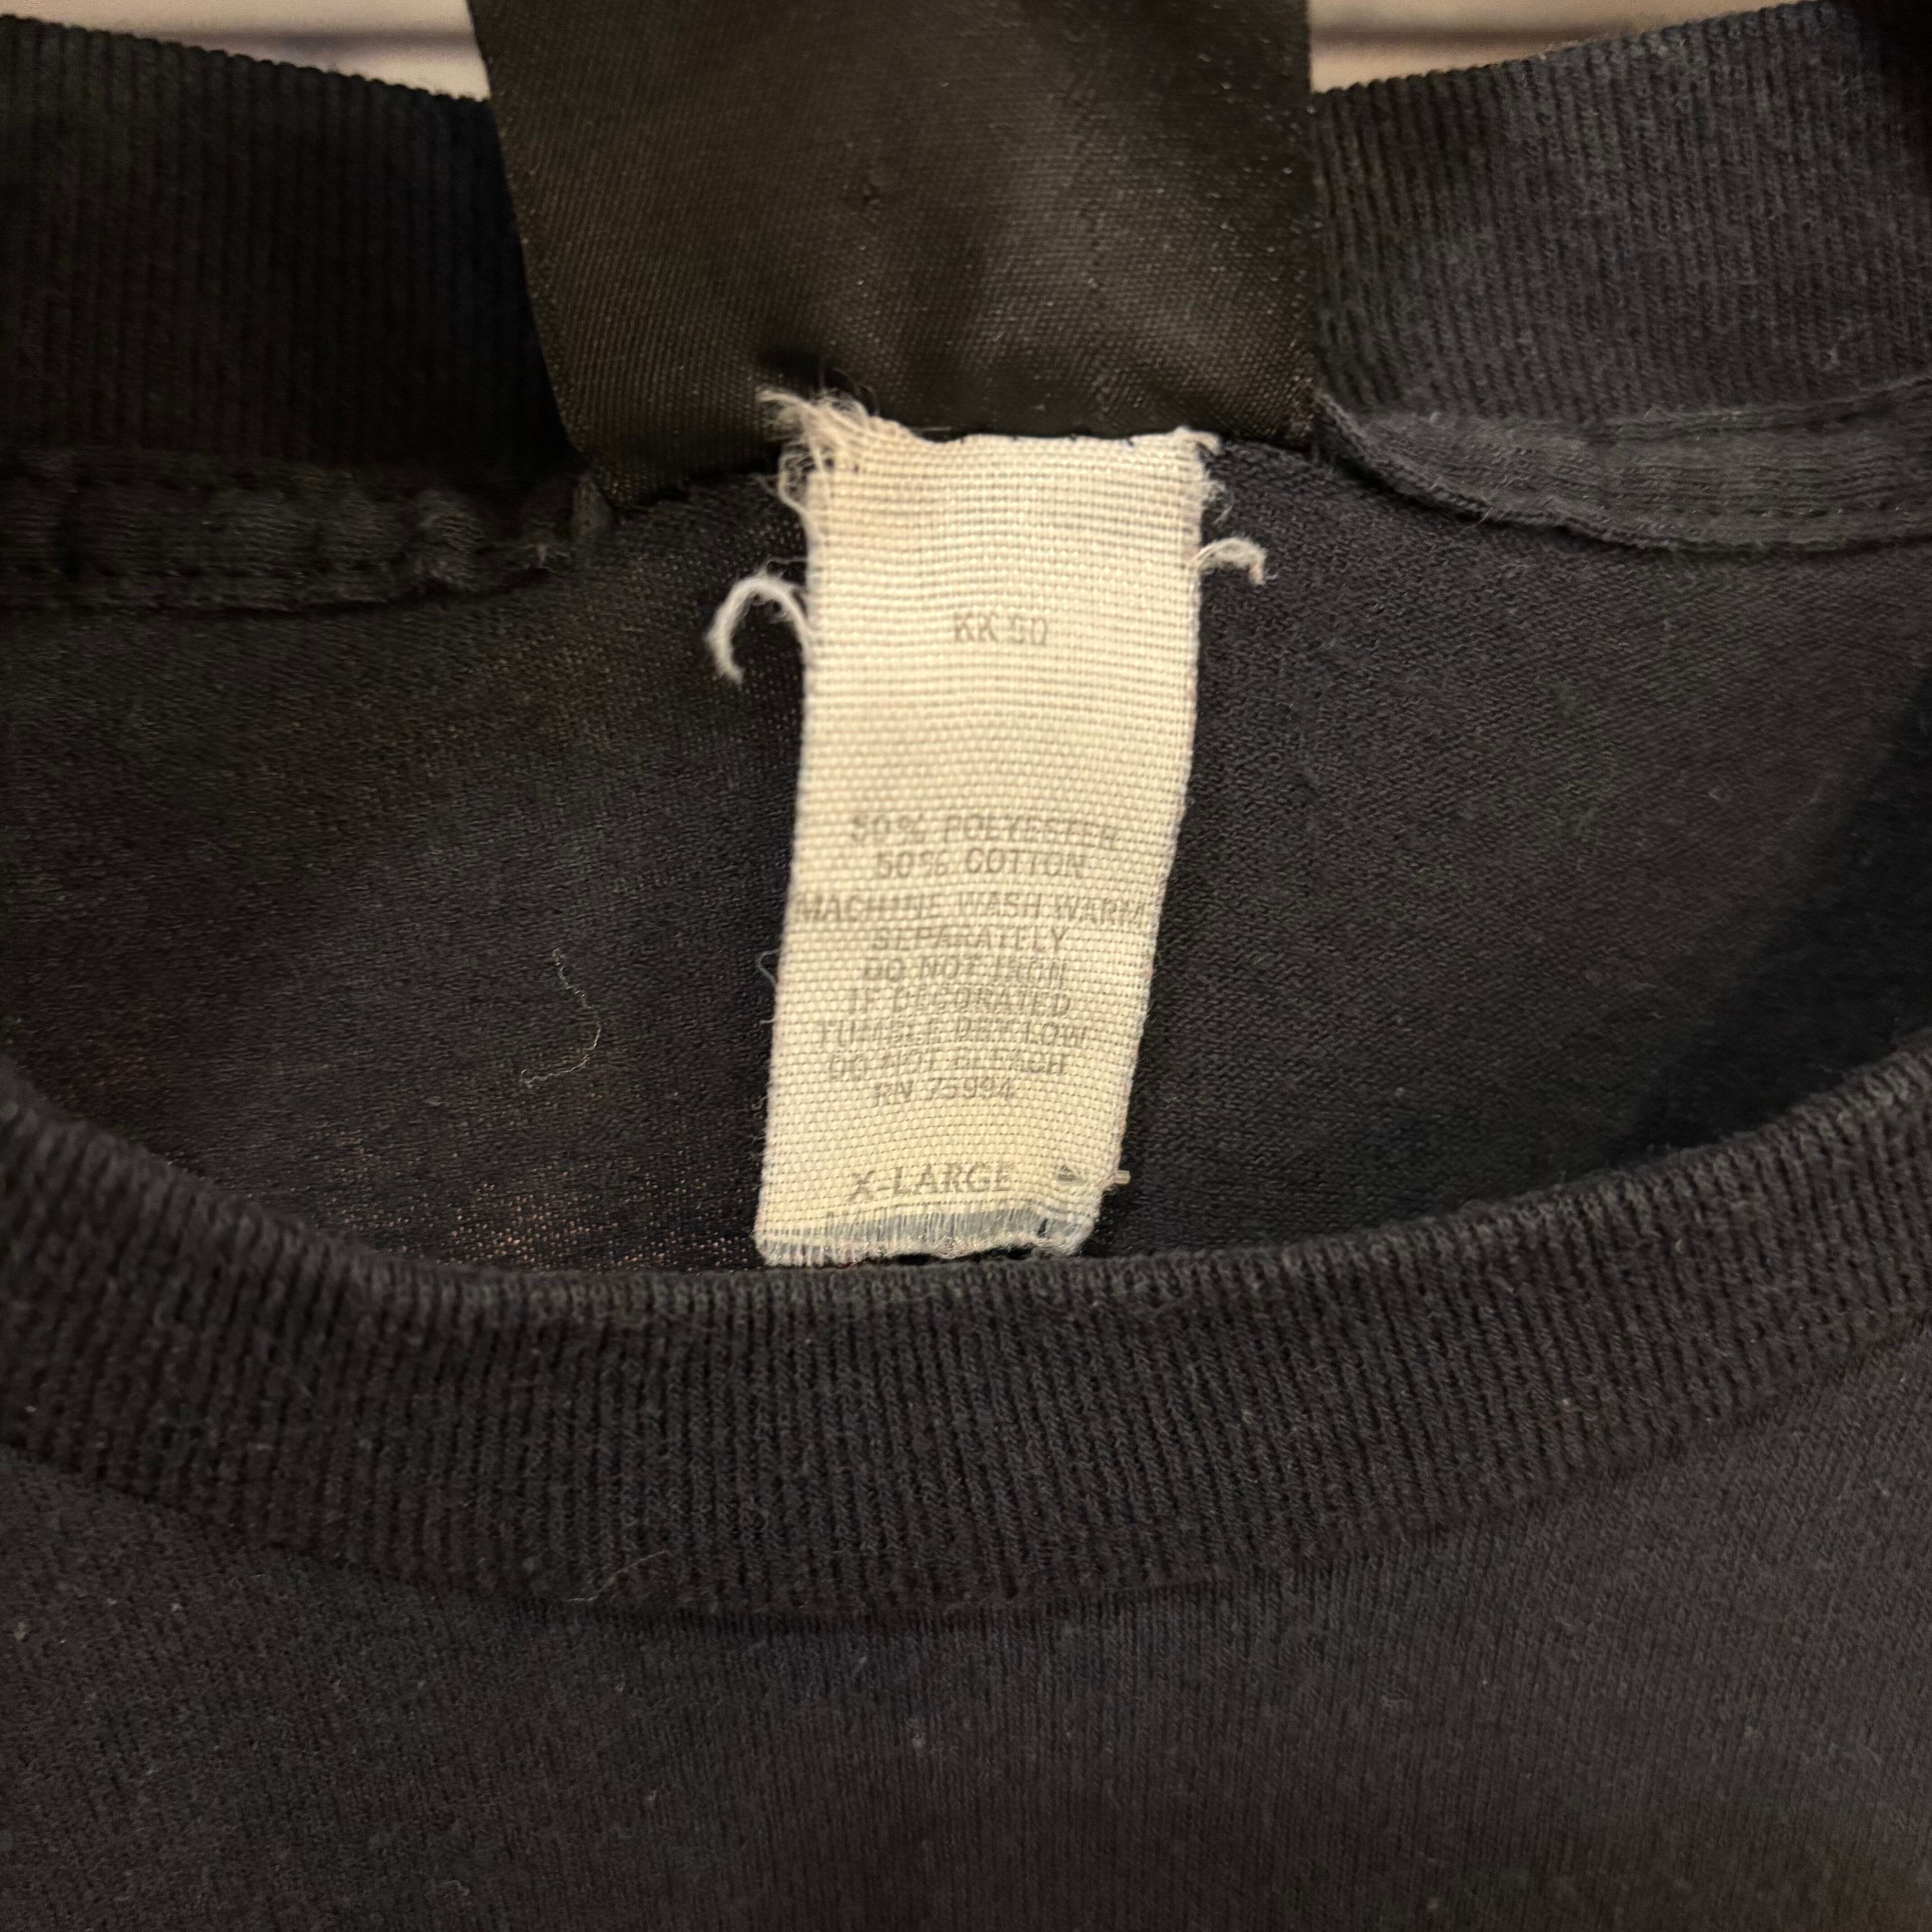 KK 50
50% POLYESTER
50% COTTON
MACHINE WASH WARM
SEPARATELY
DO NOT IRON
IF DECORATED
TUMBLE DRY LOW
DO NOT BLEACH
RN 75994
X-LARGE